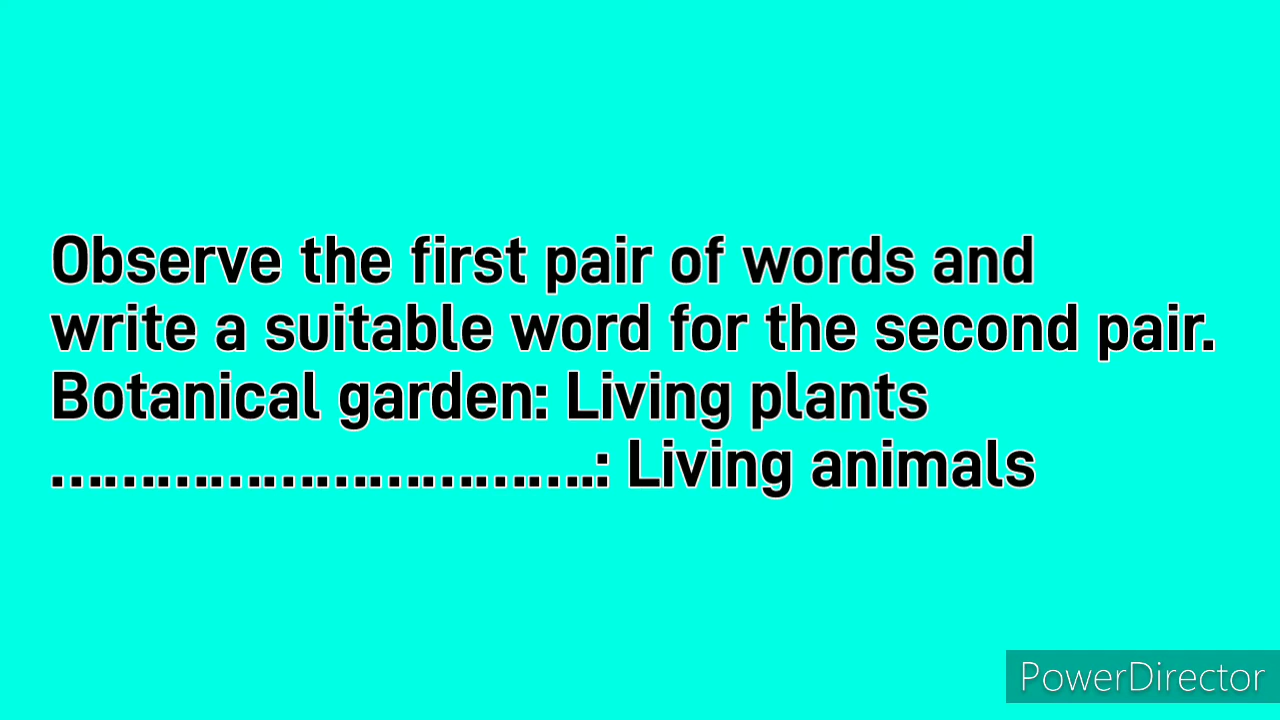 Observe the first pair of words and
write a suitable word for the second pair.
Botanical garden: Living plants
……………………………….: Living animals
PowerDirector